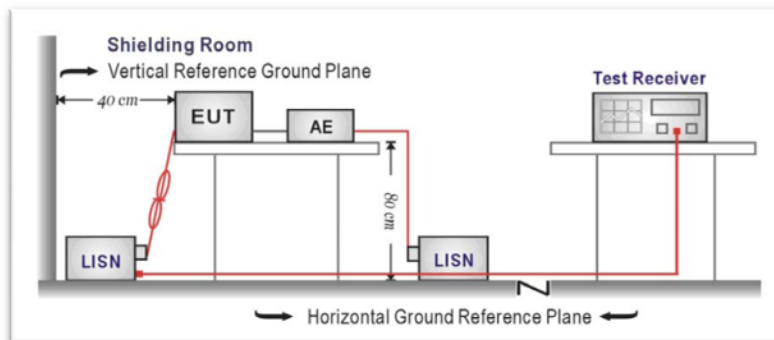 Shielding Room
Vertical Reference Ground Plane
40 cm
EUT
AE
Test Receiver
80 cm
LISN
LISN
Horizontal Ground Reference Plane